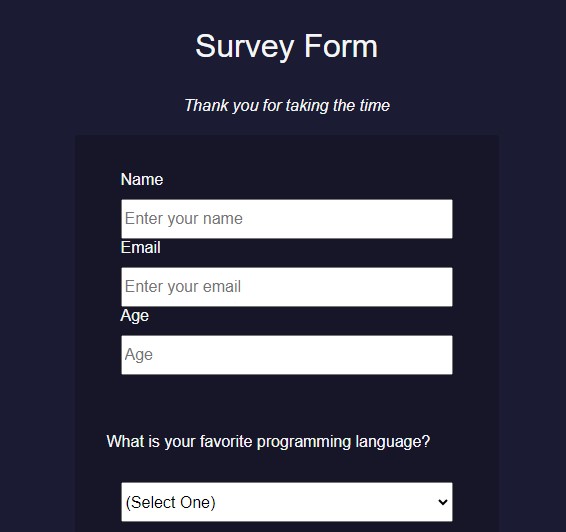 Survey Form
Thank you for taking the time
Name
Enter your name
Email
Enter your email
Age
Age
What is your favorite programming language?
(Select One)